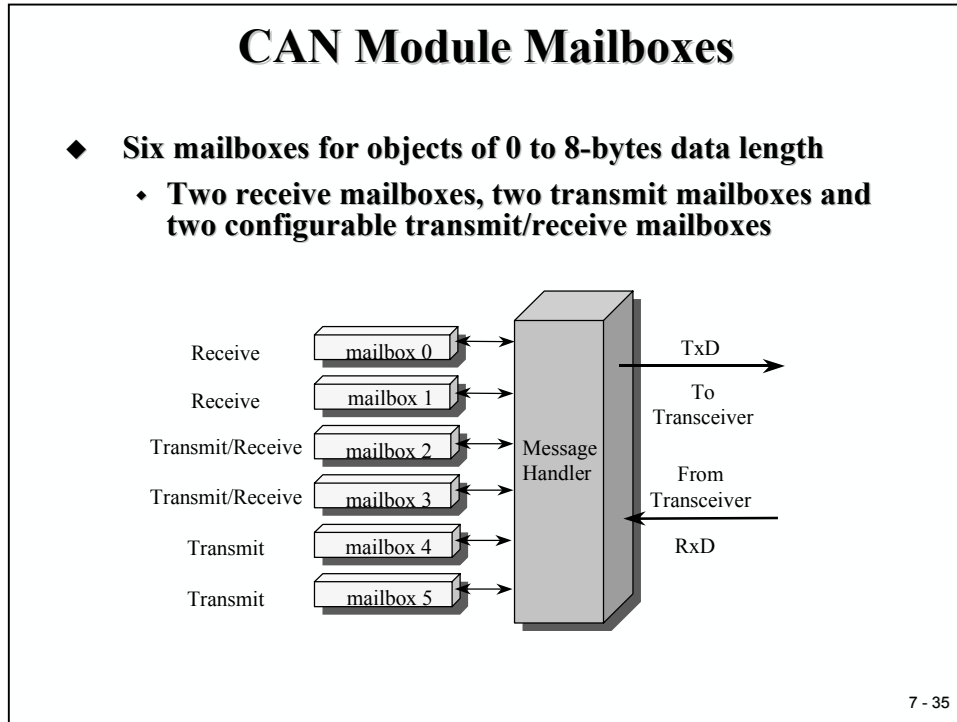 CAN Module Mailboxes
◆ Six mailboxes for objects of 0 to 8-bytes data length
◆ Two receive mailboxes, two transmit mailboxes and
two configurable transmit/receive mailboxes
Receive
mailbox 0
Receive
mailbox 1
Transmit/Receive
mailbox 2
Transmit/Receive
mailbox 3
Transmit
mailbox 4
Transmit
mailbox 5
Message
Handler
TxD
To
Transceiver
From
Transceiver
RxD
7 - 35